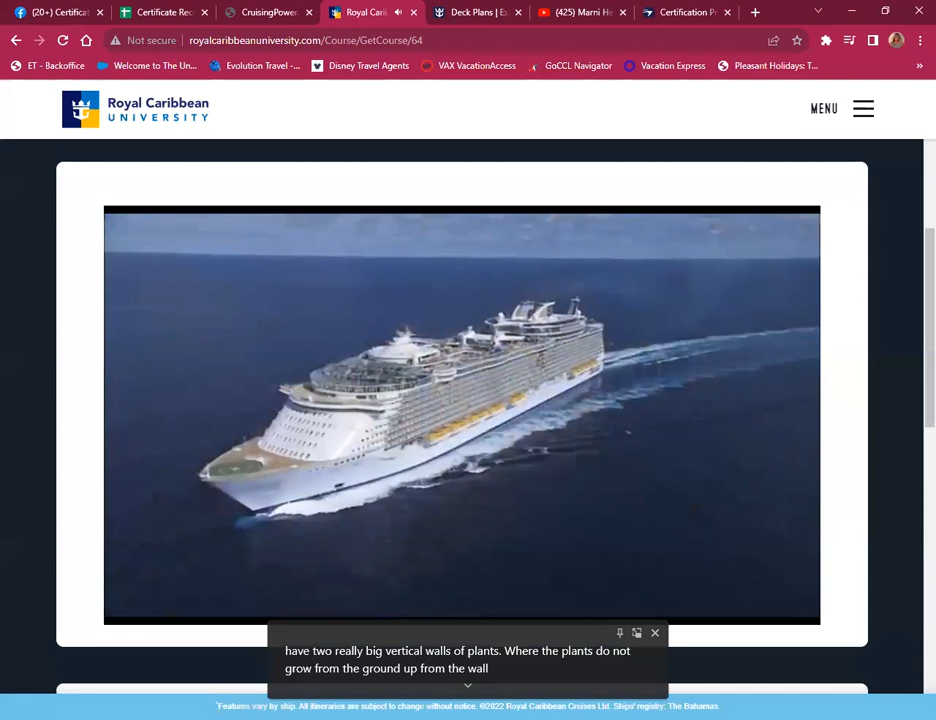 (20+) Certificat
Certificate Rec
CruisingPower.
Royal Cari
Deck Plans | E
(425) Marni He
Certification Pr
Not secure
royalcaribbeanuniversity.com/Course/GetCourse/64
ET - Backoffice
Welcome to The Un...
Evolution Travel -...
Disney Travel Agents
VAX VacationAccess
GoCCL Navigator
Vacation Express
Pleasant Holidays: T...
»
Royal Caribbean
UNIVERSITY
MENU
have two really big vertical walls of plants. Where the plants do not
grow from the ground up from the wall
*Features vary by ship. All itineraries are subject to change without notice. ©2022 Royal Caribbean Cruises Ltd. Ships' registry: The Bahamas.